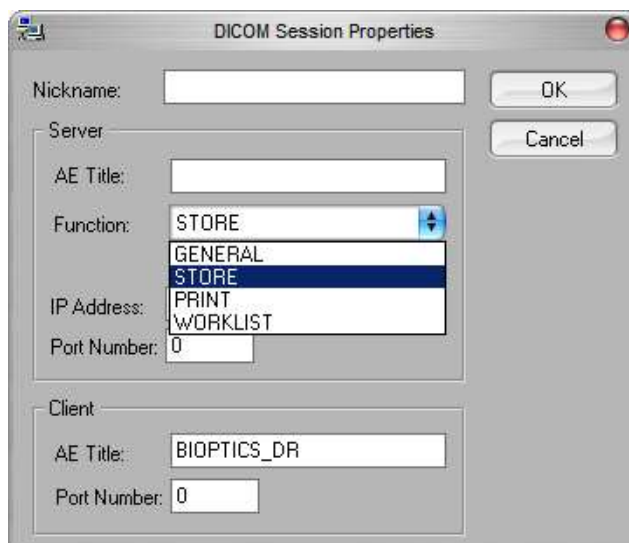 DICOM Session Properties
Nickname:
OK
Server
Cancel
AE Title:
Function: STORE
GENERAL
STORE
PRINT
WORKLIST
IP Address:
Port Number: 0
Client
AE Title: BIOPTICS_DR
Port Number: 0